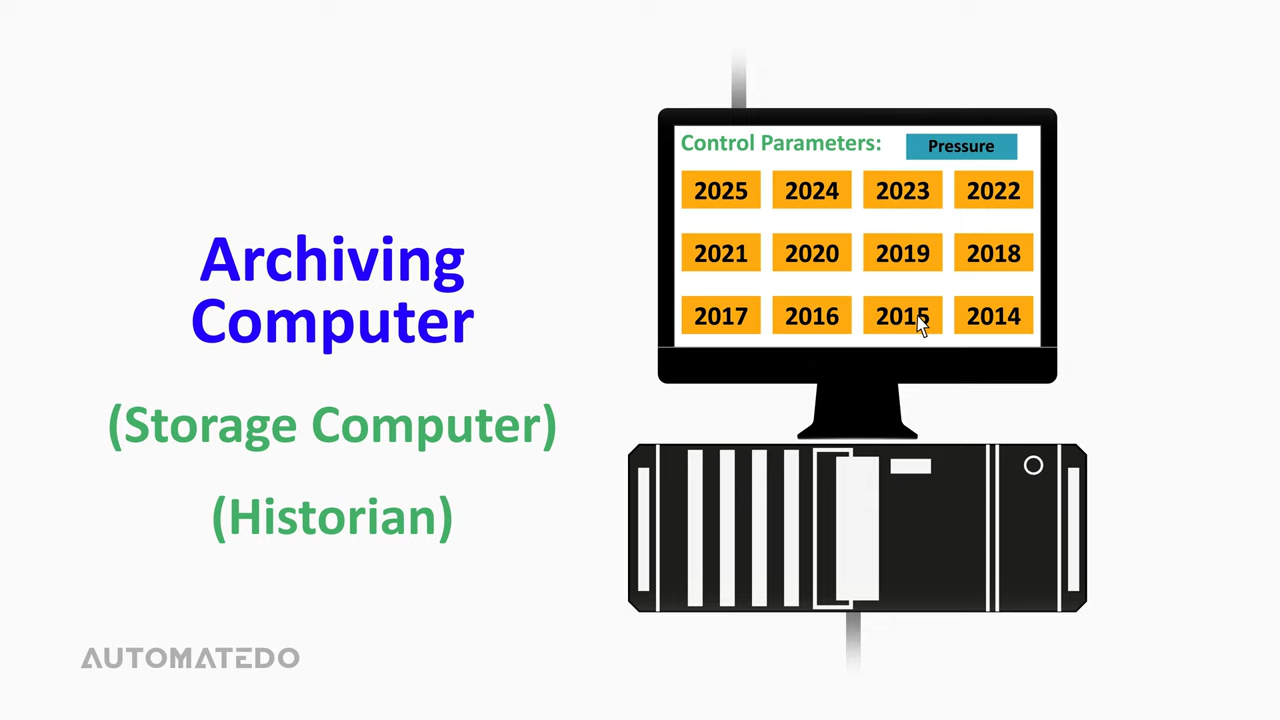 Archiving
Computer
(Storage Computer)
(Historian)
AUTOMATEDO
Control Parameters:
Pressure
2025 2024 2023 2022
2021 2020 2019 2018
2017 2016 2015 2014